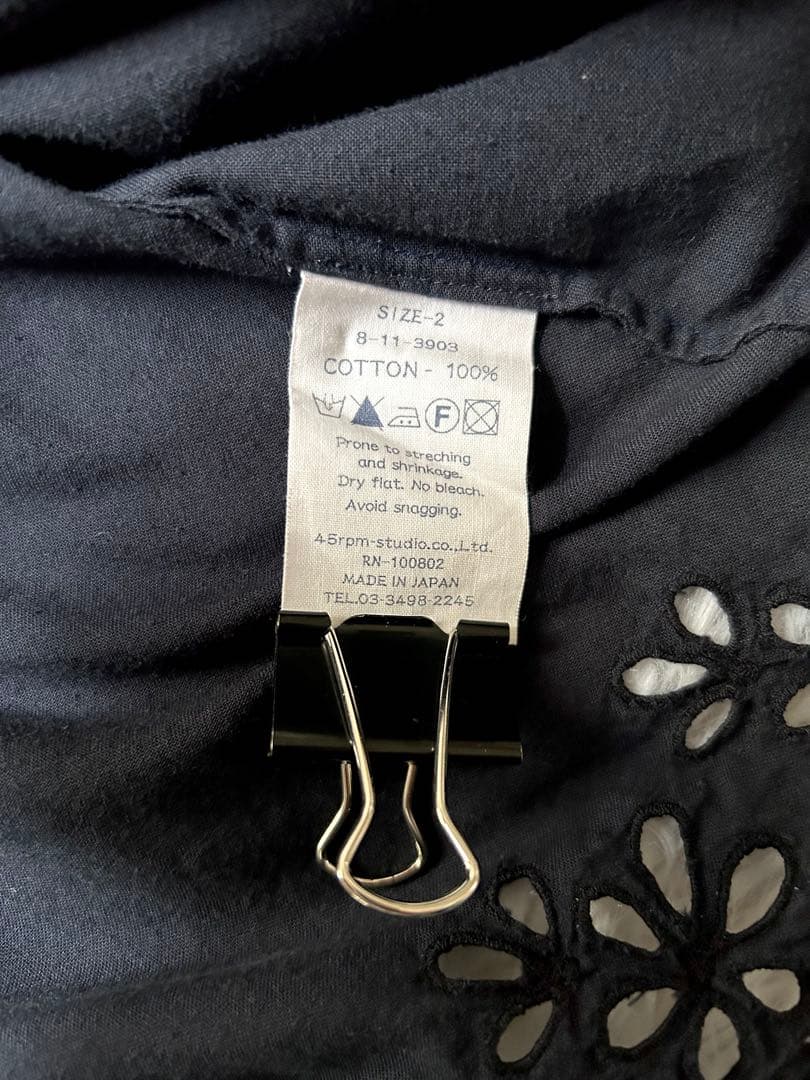 SIZE-2
8-11-3903
COTTON - 100%
F
Prone to streching
and shrinkage.
Dry flat. No bleach.
Avoid snagging.
45rpm-studio.co.,Ltd.
RN-100802
MADE IN JAPAN
TEL.03-3498-2245